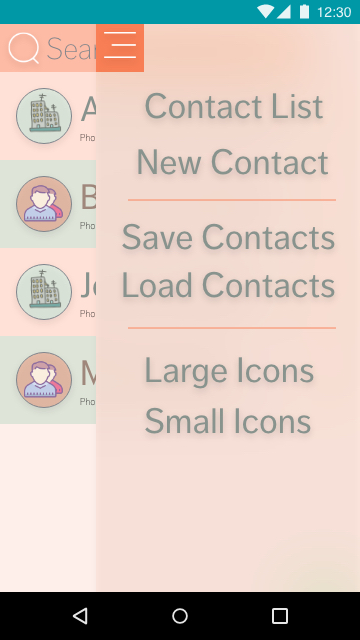 12:30
Sear
Contact List
A
Pho
New Contact
B
Pho
Save Contacts
Load Contacts
Je
Pho
Large Icons
M
Pho
Small Icons